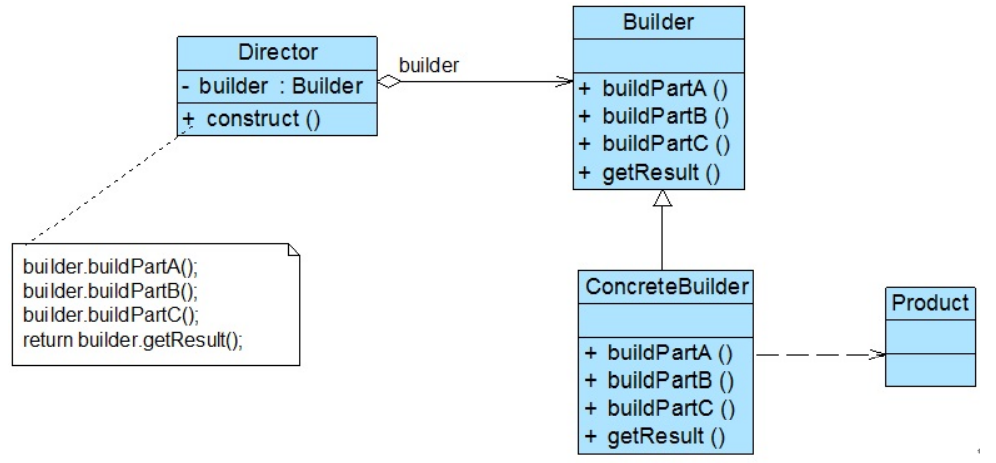 Director
- builder : Builder
+ construct ()
builder
Builder
+ buildPartA ()
+ buildPartB ()
+ buildPartC ()
+ getResult ()
builder.buildPartA();
builder.buildPartB();
builder.buildPartC();
return builder.getResult();
ConcreteBuilder
+ buildPartA ()
+ buildPartB ()
+ buildPartC ()
+ getResult ()
Product